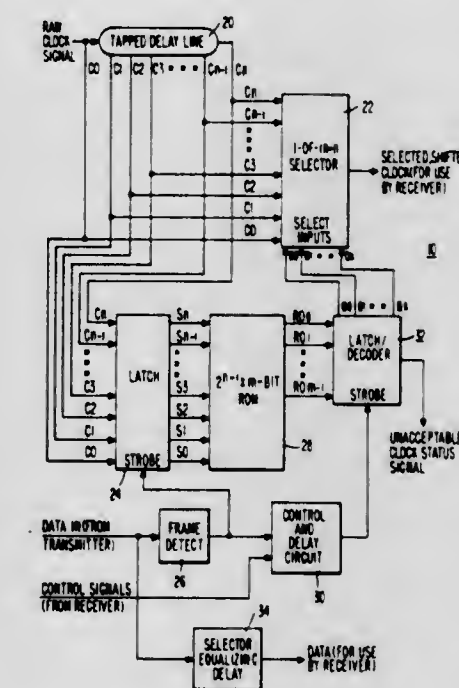 RAW
CLOCK
SIGNAL
TAPPED DELAY LINE
20
C0 C1 C2 C3 Cn-1 Cn
Cn
Cn-1
C3
C2
C1
C0
SELECTOR
SELECT
INPUTS
22
SELECTED, SHIFTED
CLOCK (FOR USE
BY RECEIVER)
10
Cn
Cn-1
C3
C2
C1
C0
LATCH
STROBE
24
Sn
Sn-1
S3
S2
S1
S0
ROM
28
RO0
RO1
ROm-1
LATCH/
DECODER
STROBE
32
UNACCEPTABLE
CLOCK STATUS
SIGNAL
DATA IN (FROM
TRANSMITTER)
FRAME
DETECT
26
CONTROL
AND
DELAY
CIRCUIT
30
CONTROL SIGNALS
(FROM RECEIVER)
34
SELECTOR
EQUALIZING
DELAY
DATA (FOR USE
BY RECEIVER)